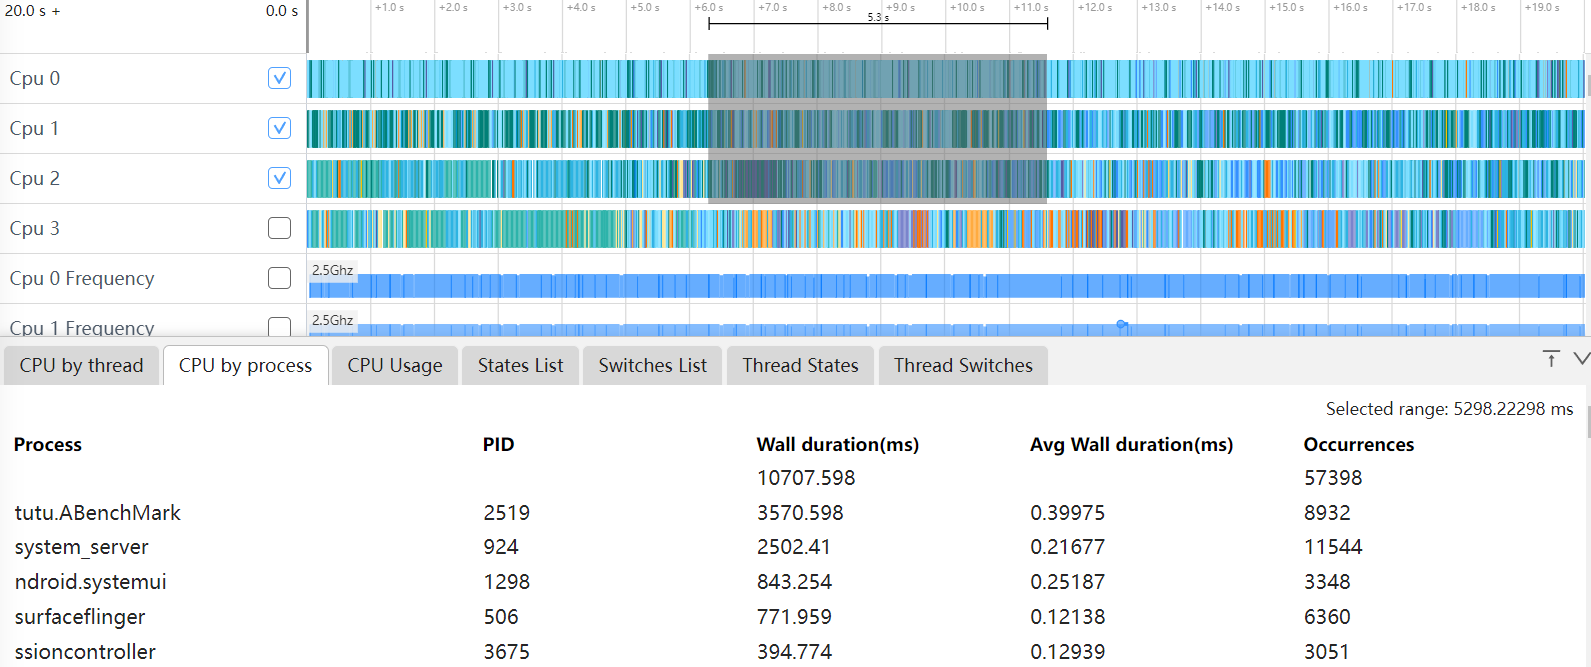 20.0 s + 0.0 s +1.0 s +2.0 s +3.0 s +4.0 s +5.0 s +6.0 s +7.0 s +8.0 s +9.0 s +10.0 s +11.0 s +12.0 s +13.0 s +14.0 s +15.0 s +16.0 s +17.0 s +18.0 s +19.0 s
5.3 s
Cpu 0
Cpu 1
Cpu 2
Cpu 3
Cpu 0 Frequency 2.5Ghz
Cpu 1 Frequency 2.5Ghz
CPU by thread CPU by process CPU Usage States List Switches List Thread States Thread Switches
Selected range: 5298.22298 ms
Process PID Wall duration(ms) Avg Wall duration(ms) Occurrences
10707.598 57398
tutu.ABenchMark 2519 3570.598 0.39975 8932
system_server 924 2502.41 0.21677 11544
ndroid.systemui 1298 843.254 0.25187 3348
surfaceflinger 506 771.959 0.12138 6360
ssioncontroller 3675 394.774 0.12939 3051